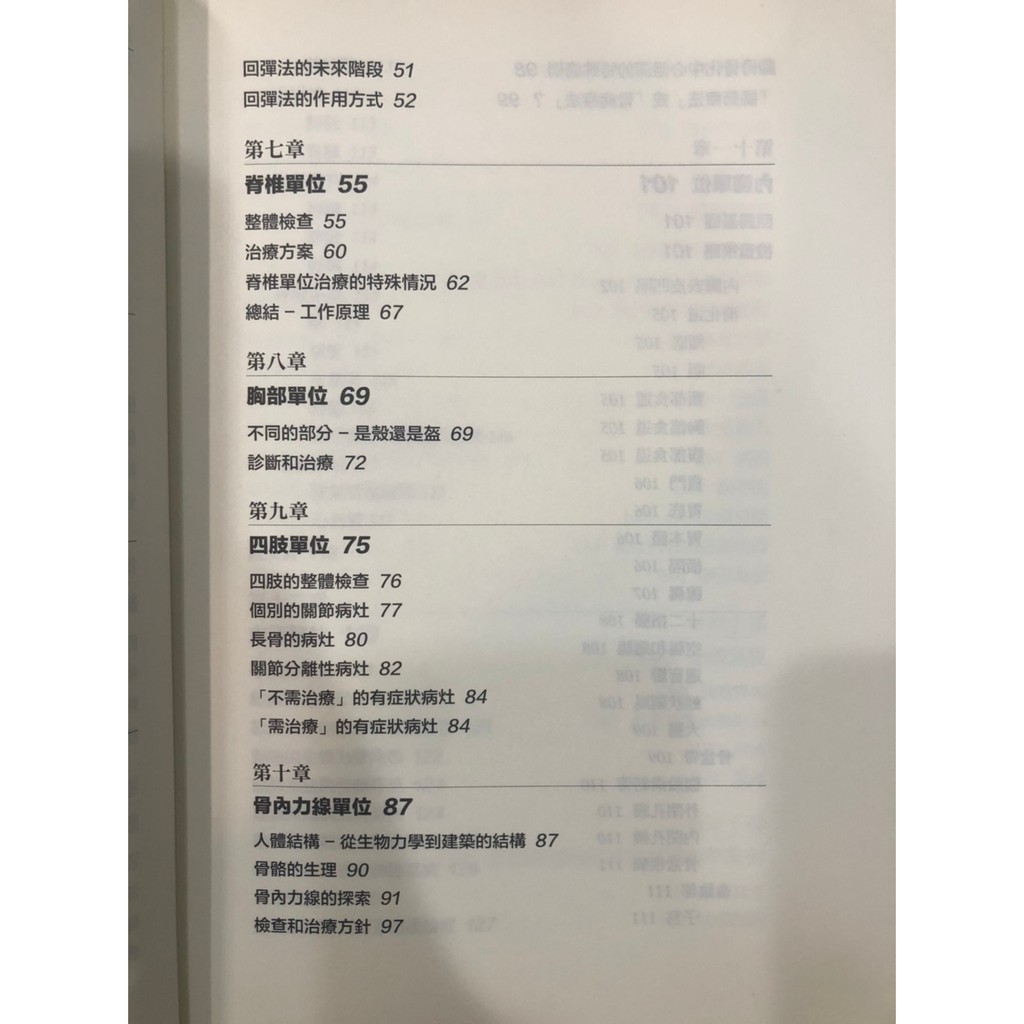 回彈法的未來階段 51
回彈法的作用方式 52
第七章
脊椎單位 55
整體檢查 55
治療方案 60
脊椎單位治療的特殊情況 62
總結 – 工作原理 67
第八章
胸部單位 69
不同的部分 – 是殼還是盔 69
診斷和治療 72
第九章
四肢單位 75
四肢的整體檢查 76
個別的關節病灶 77
長骨的病灶 80
關節分離性病灶 82
「不需治療」的有症狀病灶 84
「需治療」的有症狀病灶 84
第十章
骨內力線單位 87
人體結構 – 從生物力學到建築的結構 87
骨骼的生理 90
骨內力線的探索 91
檢查和治療方針 97